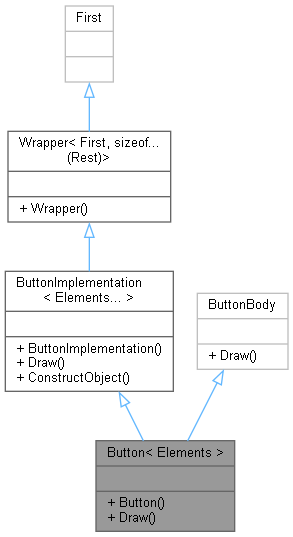 First
Wrapper< First, sizeof...
(Rest)>
+ Wrapper()
ButtonImplementation
< Elements... >
+ ButtonImplementation()
+ Draw()
+ ConstructObject()
ButtonBody
+ Draw()
Button< Elements >
+ Button()
+ Draw()